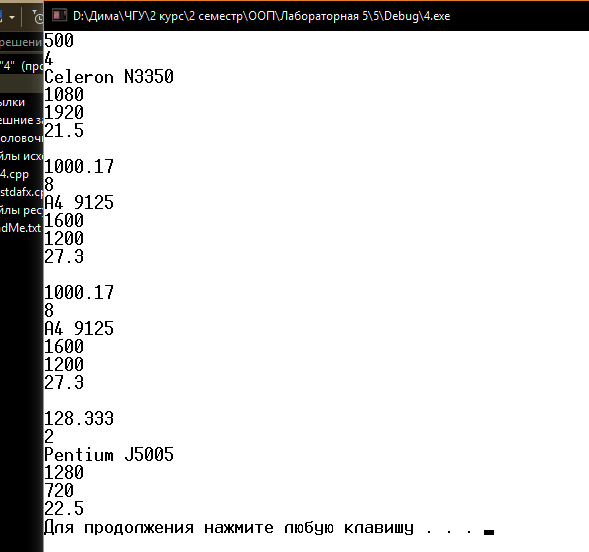 D:\Дима\ЧГУ\2 курс\2 семестр\ООП\Лабораторная 5\5\Debug\4.exe
решени
"4" (про
ылки
ешние за
оловоч
йлы исх
4.cpp
stdafx.cp
йлы рес
dMe.txt
500
4
Celeron N3350
1080
1920
21.5
1000.17
8
A4 9125
1600
1200
27.3
1000.17
8
A4 9125
1600
1200
27.3
128.333
2
Pentium J5005
1280
720
22.5
Для продолжения нажмите любую клавишу . . .